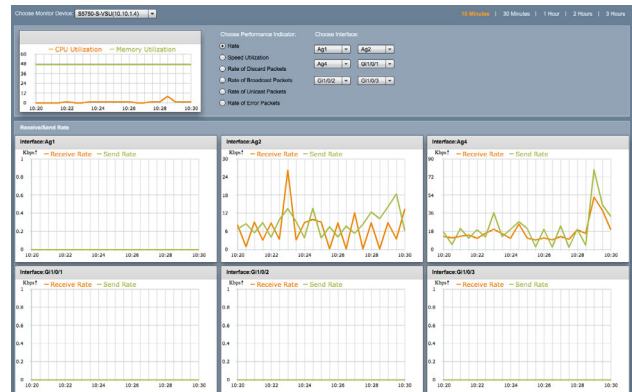 Choose Monitor Device: S5750-S-VSU(10.10.1.4)
10 Minutes | 30 Minutes | 1 Hour | 2 Hours | 3 Hours
CPU Utilization Memory Utilization
60
48
36
24
12
0
10:20 10:22 10:24 10:26 10:28 10:30
Choose Performance Indicator:
Rate
Speed Utilization
Rate of Discard Packets
Rate of Broadcast Packets
Rate of Unicast Packets
Rate of Error Packets
Choose Interface:
Ag1 Ag2
Ag4 Gi1/0/1
Gi1/0/2 Gi1/0/3
Receive/Send Rate
Interface:Ag1
Kbps Receive Rate Send Rate
1
0.8
0.6
0.4
0.2
0
10:20 10:22 10:24 10:26 10:28 10:30
Interface:Ag2
Kbps Receive Rate Send Rate
30
24
18
12
6
0
10:20 10:22 10:24 10:26 10:28 10:30
Interface:Ag4
Kbps Receive Rate Send Rate
90
72
54
36
18
0
10:20 10:22 10:24 10:26 10:28 10:30
Interface:Gi1/0/1
Kbps Receive Rate Send Rate
1
0.8
0.6
0.4
0.2
0
10:20 10:22 10:24 10:26 10:28 10:30
Interface:Gi1/0/2
Kbps Receive Rate Send Rate
1
0.8
0.6
0.4
0.2
0
10:20 10:22 10:24 10:26 10:28 10:30
Interface:Gi1/0/3
Kbps Receive Rate Send Rate
1
0.8
0.6
0.4
0.2
0
10:20 10:22 10:24 10:26 10:28 10:30